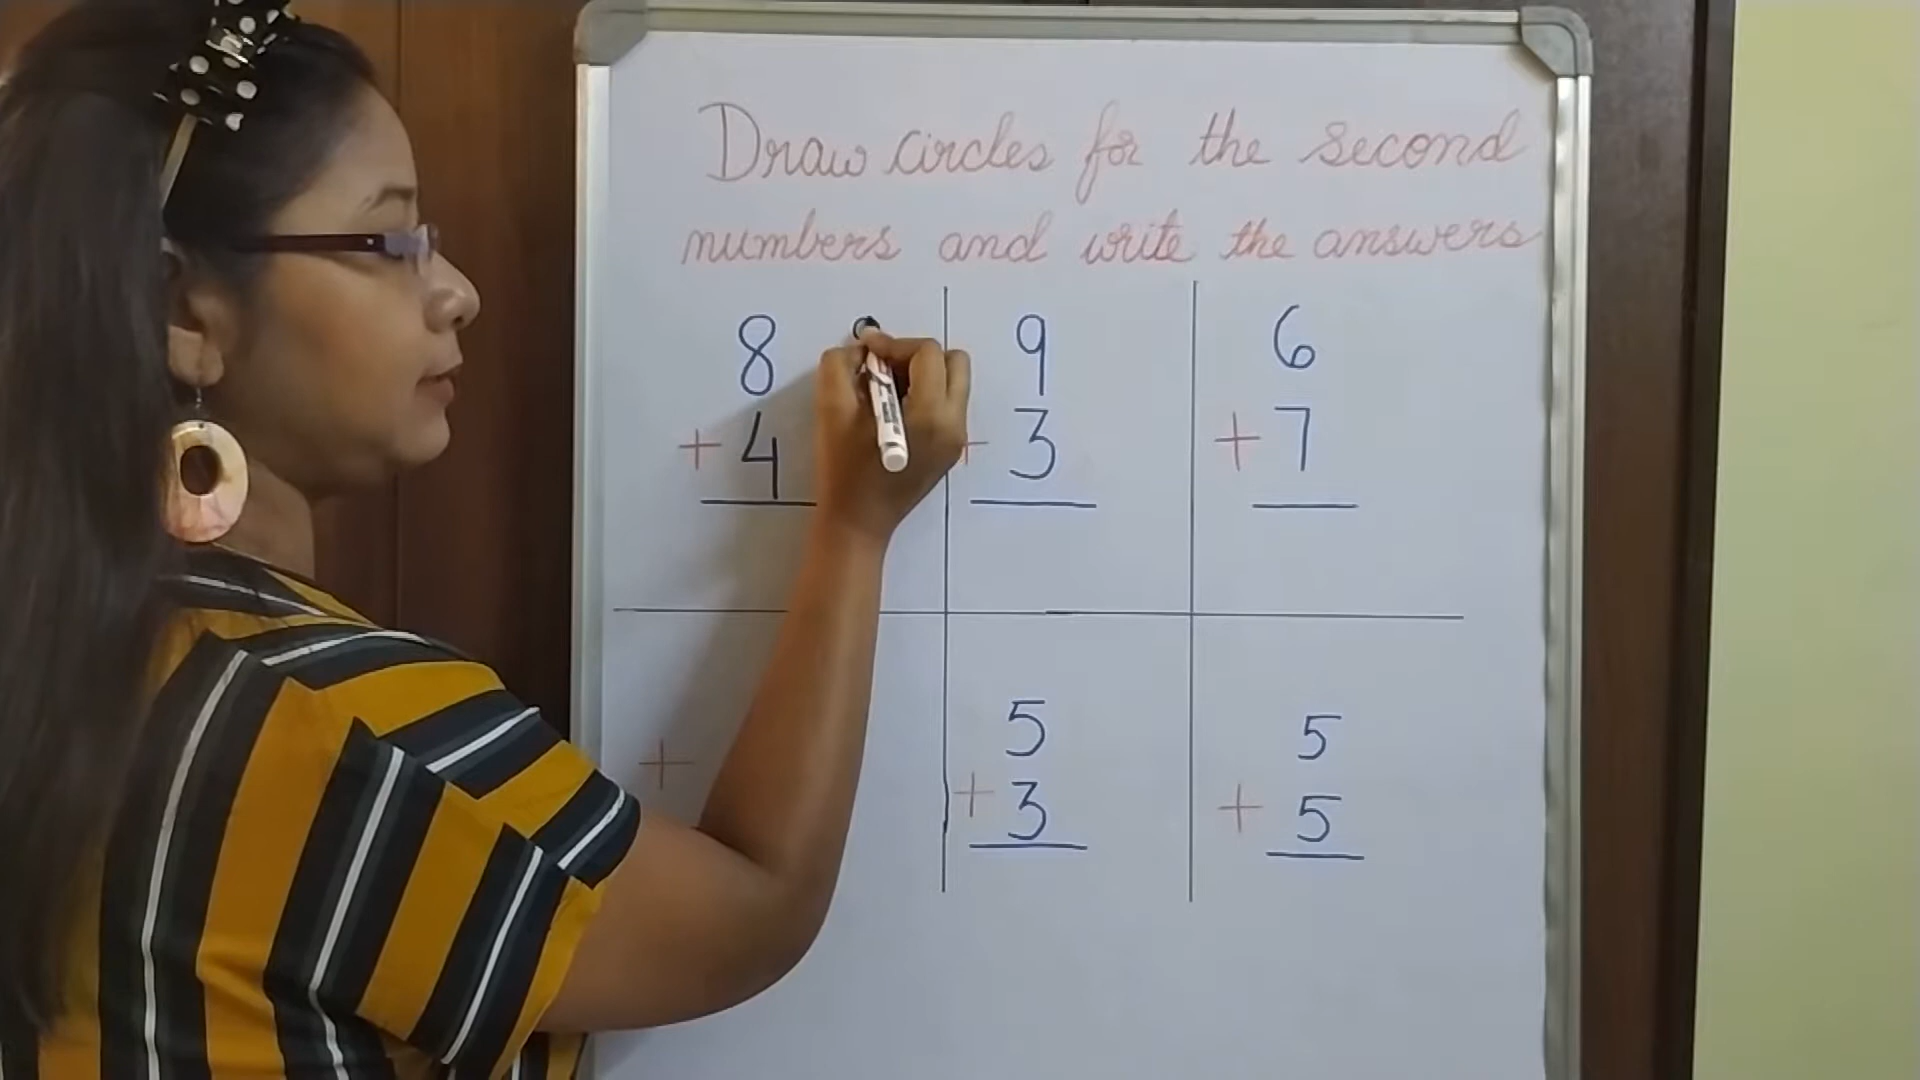 Draw circles for the second
numbers and write the answers
8 9 6
+ 4 + 3 + 7
5 5
+ + 3 + 5